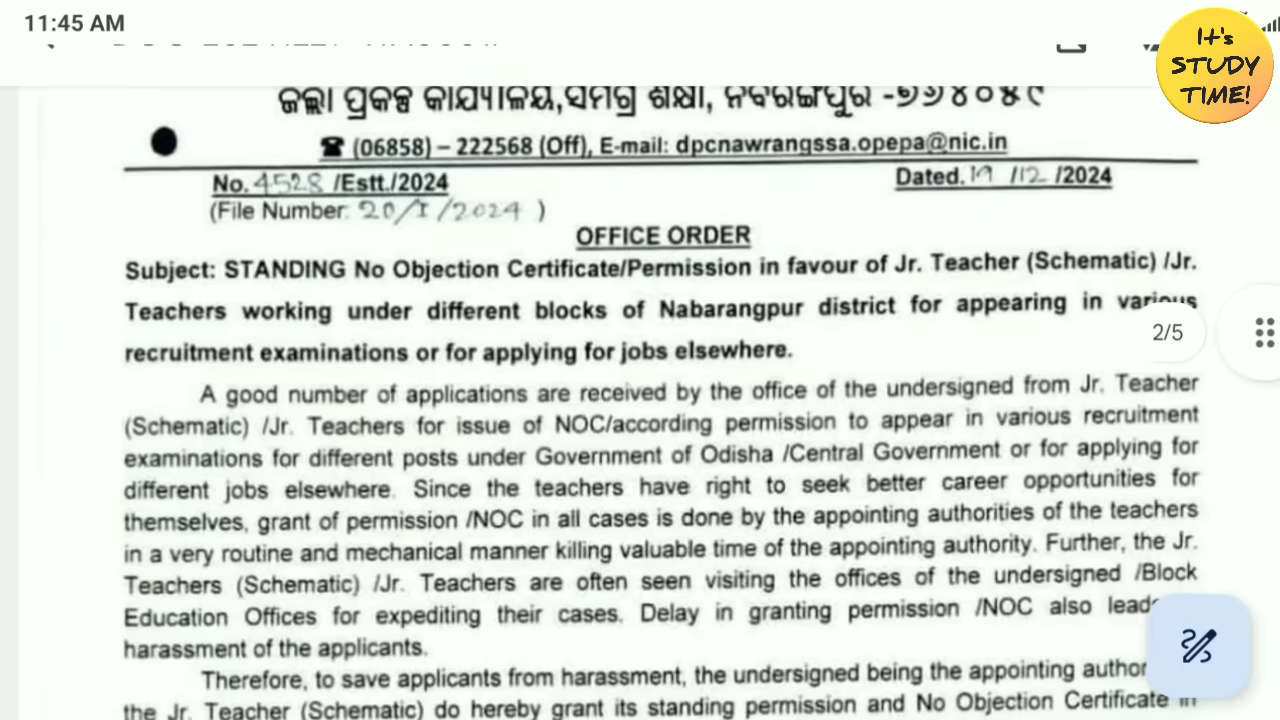 11:45 AM
It's
STUDY
TIME!
ଜିଲ୍ଲା ପ୍ରକଳ୍ପ କାର୍ଯ୍ୟାଳୟ,ସମଗ୍ର ଶିକ୍ଷା, ନବରଙ୍ଗପୁର -୭୬୪୦୫୯
☎ (06858) – 222568 (Off), E-mail: dpcnawrangssa.opepa@nic.in
No. 4528 /Estt./2024 Dated. 19 /12 /2024
(File Number: 20/I/2024 )
OFFICE ORDER
Subject: STANDING No Objection Certificate/Permission in favour of Jr. Teacher (Schematic) /Jr.
Teachers working under different blocks of Nabarangpur district for appearing in various
2/5
recruitment examinations or for applying for jobs elsewhere.
A good number of applications are received by the office of the undersigned from Jr. Teacher
(Schematic) /Jr. Teachers for issue of NOC/according permission to appear in various recruitment
examinations for different posts under Government of Odisha /Central Government or for applying for
different jobs elsewhere. Since the teachers have right to seek better career opportunities for
themselves, grant of permission /NOC in all cases is done by the appointing authorities of the teachers
in a very routine and mechanical manner killing valuable time of the appointing authority. Further, the Jr.
Teachers (Schematic) /Jr. Teachers are often seen visiting the offices of the undersigned /Block
Education Offices for expediting their cases. Delay in granting permission /NOC also lead
harassment of the applicants.
Therefore, to save applicants from harassment, the undersigned being the appointing author
the Jr. Teacher (Schematic) do hereby grant its standing permission and No Objection Certificate in